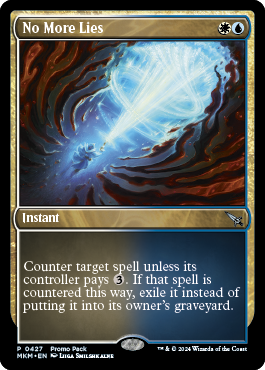 No More Lies
Instant
Counter target spell unless its
controller pays 3. If that spell is
countered this way, exile it instead of
putting it into its owner's graveyard.
P 0427 Promo Pack
MKM • EN LIIGA SMILSHKALNE
™ & © 2024 Wizards of the Coast